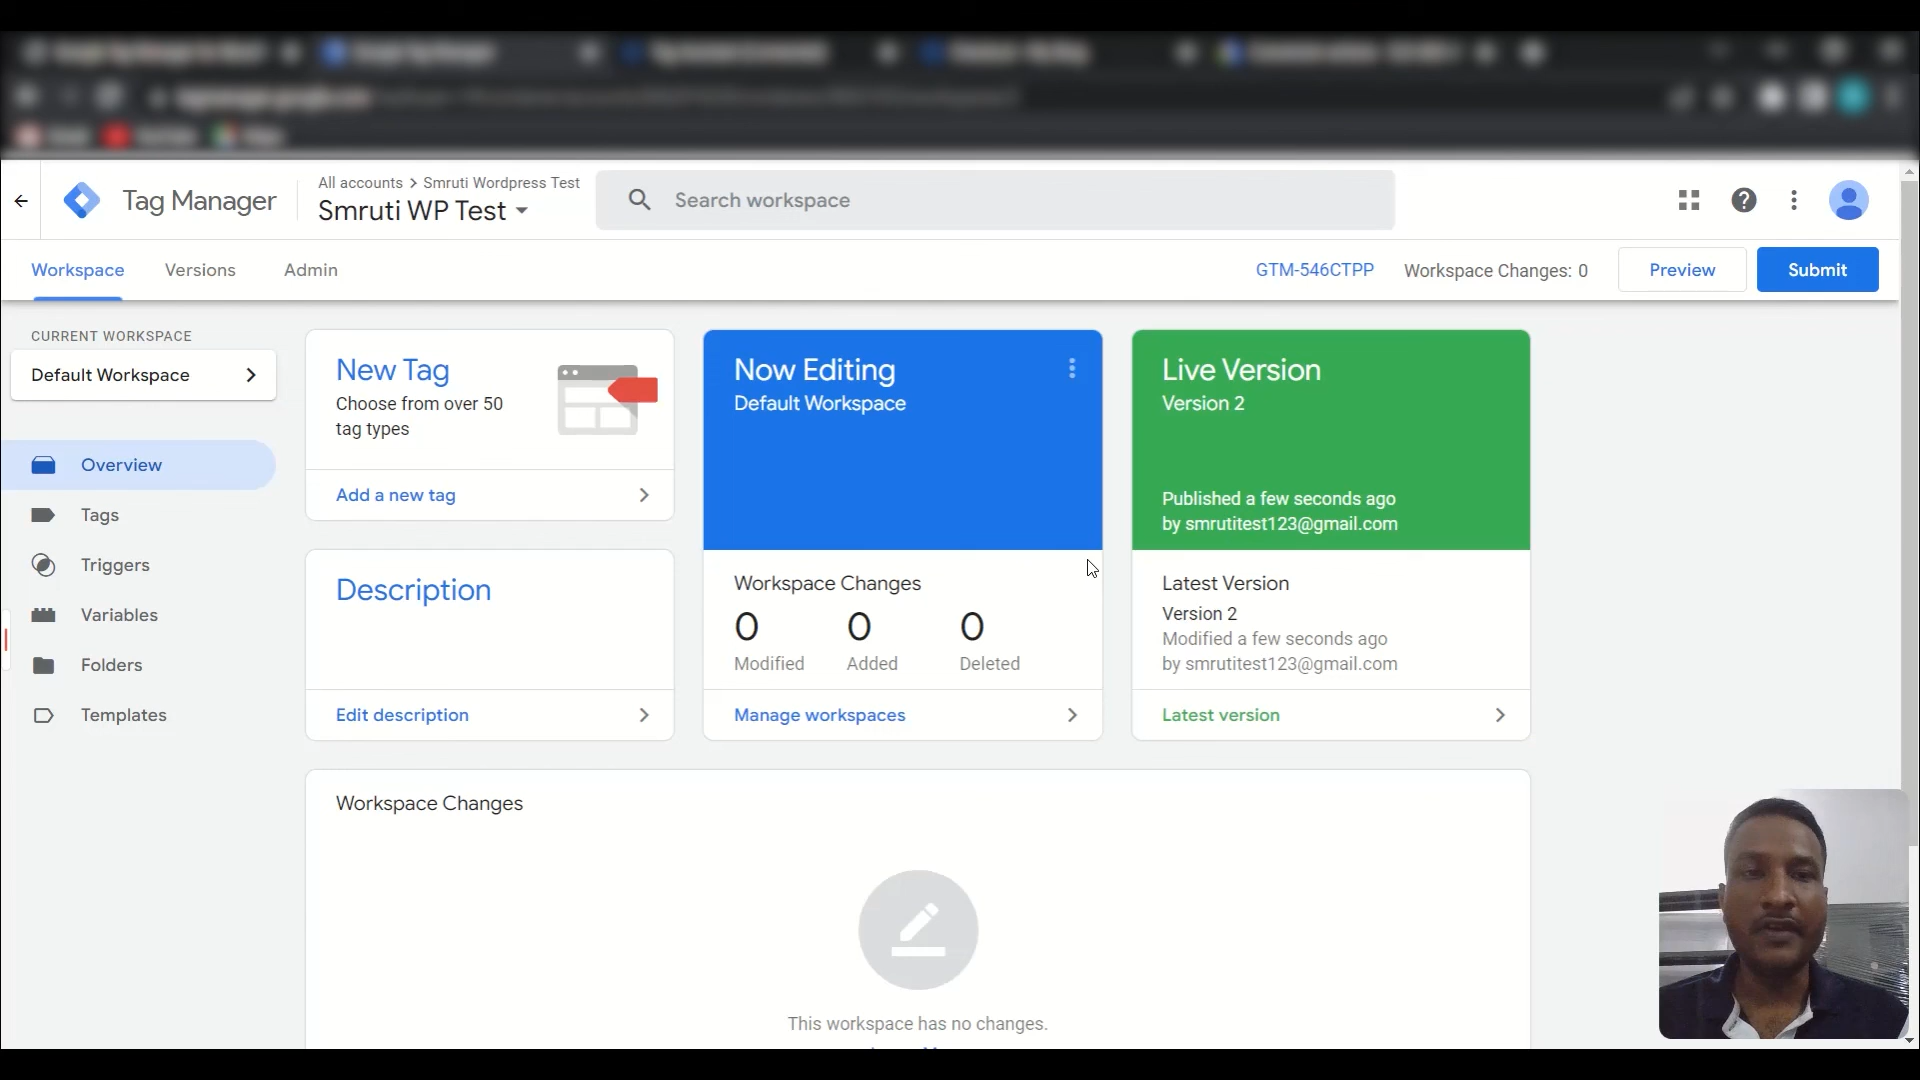 Tag Manager
All accounts > Smruti Wordpress Test
Smruti WP Test
Search workspace
Workspace
Versions
Admin
GTM-546CTPP
Workspace Changes: 0
Preview
Submit
CURRENT WORKSPACE
Default Workspace
Overview
Tags
Triggers
Variables
Folders
Templates
New Tag
Choose from over 50
tag types
Add a new tag
Description
Edit description
Now Editing
Default Workspace
Workspace Changes
0 0 0
Modified Added Deleted
Manage workspaces
Live Version
Version 2
Published a few seconds ago
by smrutitest123@gmail.com
Latest Version
Version 2
Modified a few seconds ago
by smrutitest123@gmail.com
Latest version
Workspace Changes
This workspace has no changes.